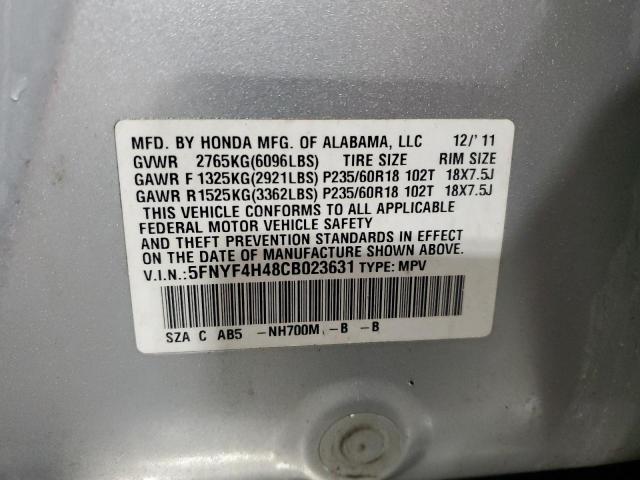 MFD. BY HONDA MFG. OF ALABAMA, LLC 12/'11
GVWR 2765KG(6096LBS) TIRE SIZE RIM SIZE
GAWR F 1325KG(2921LBS) P235/60R18 102T 18X7.5J
GAWR R1525KG(3362LBS) P235/60R18 102T 18X7.5J
THIS VEHICLE CONFORMS TO ALL APPLICABLE
FEDERAL MOTOR VEHICLE SAFETY
AND THEFT PREVENTION STANDARDS IN EFFECT
ON THE DATE OF MANUFACTURE SHOWN ABOVE.
V.I.N.:5FNYF4H48CB023631 TYPE: MPV
SZA C AB5 -NH700M -B -B